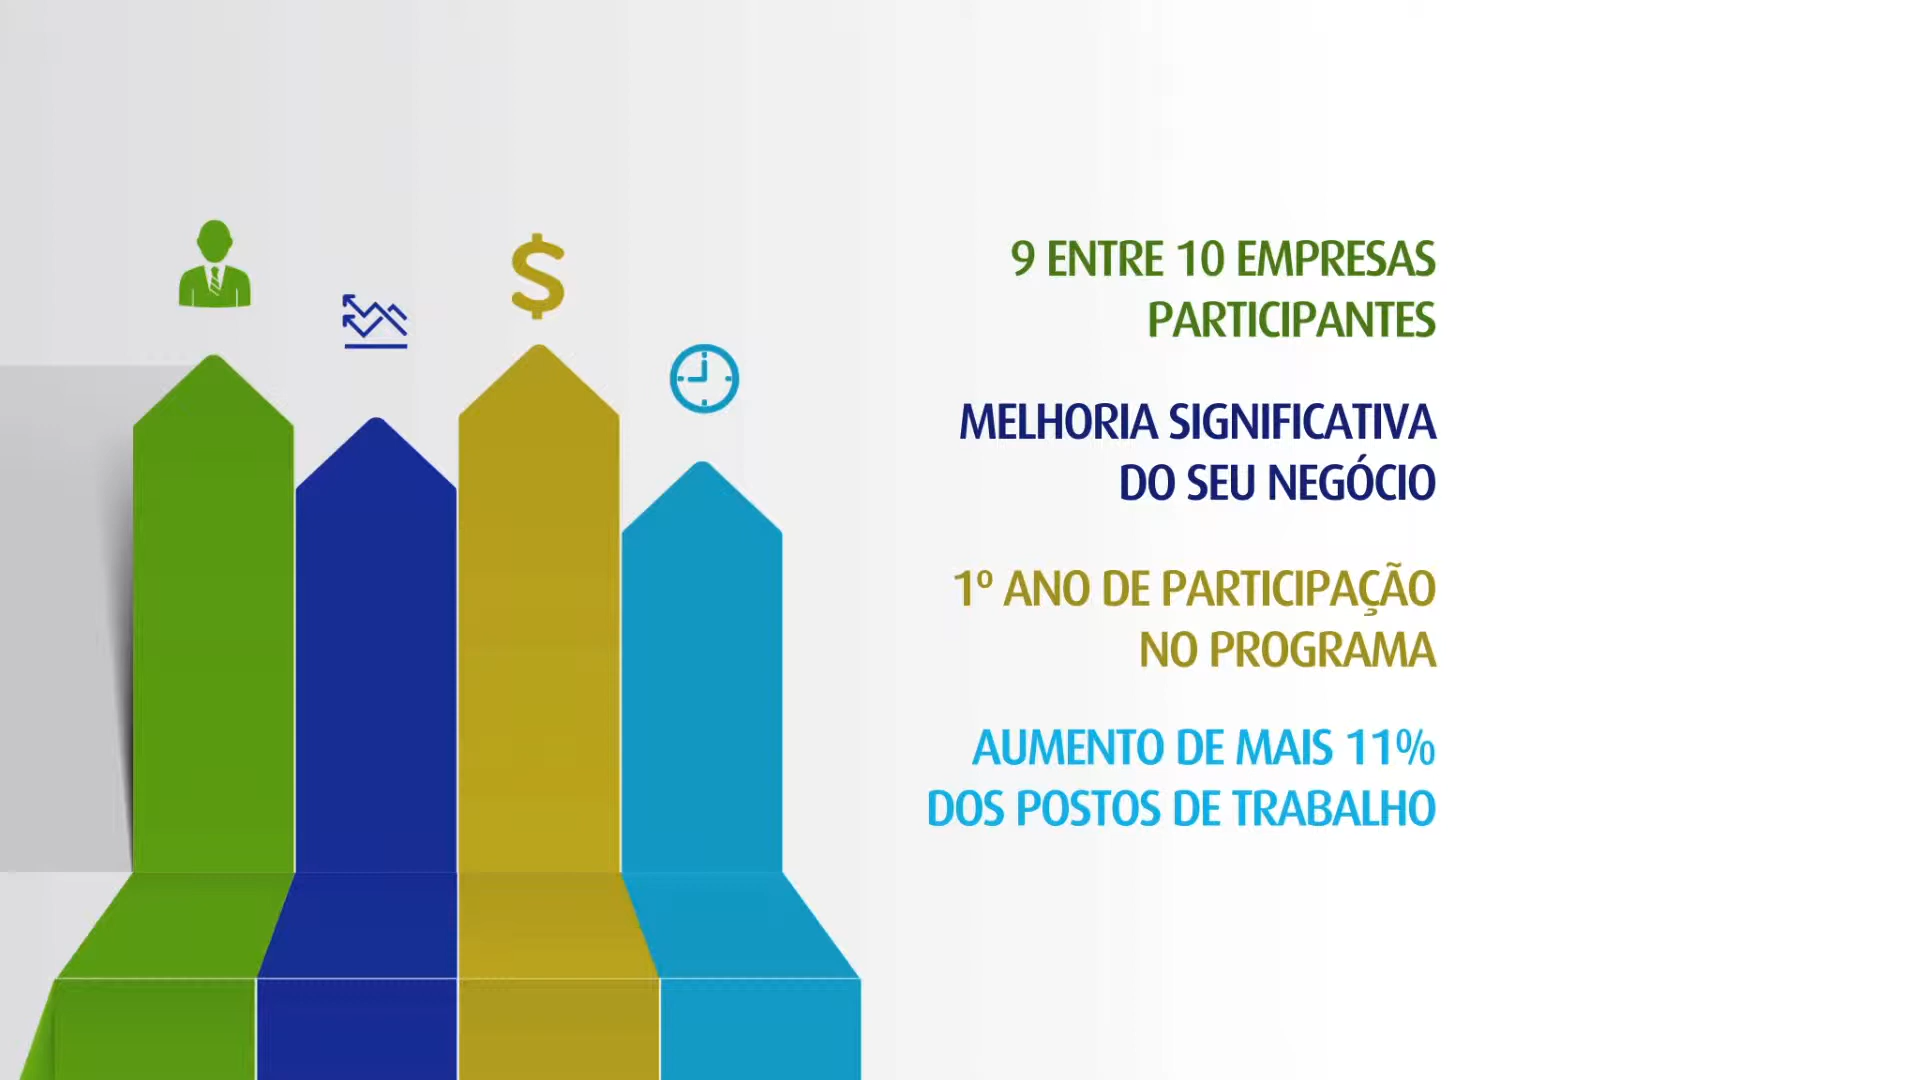 9 ENTRE 10 EMPRESAS
PARTICIPANTES
MELHORIA SIGNIFICATIVA
DO SEU NEGÓCIO
1º ANO DE PARTICIPAÇÃO
NO PROGRAMA
AUMENTO DE MAIS 11%
DOS POSTOS DE TRABALHO